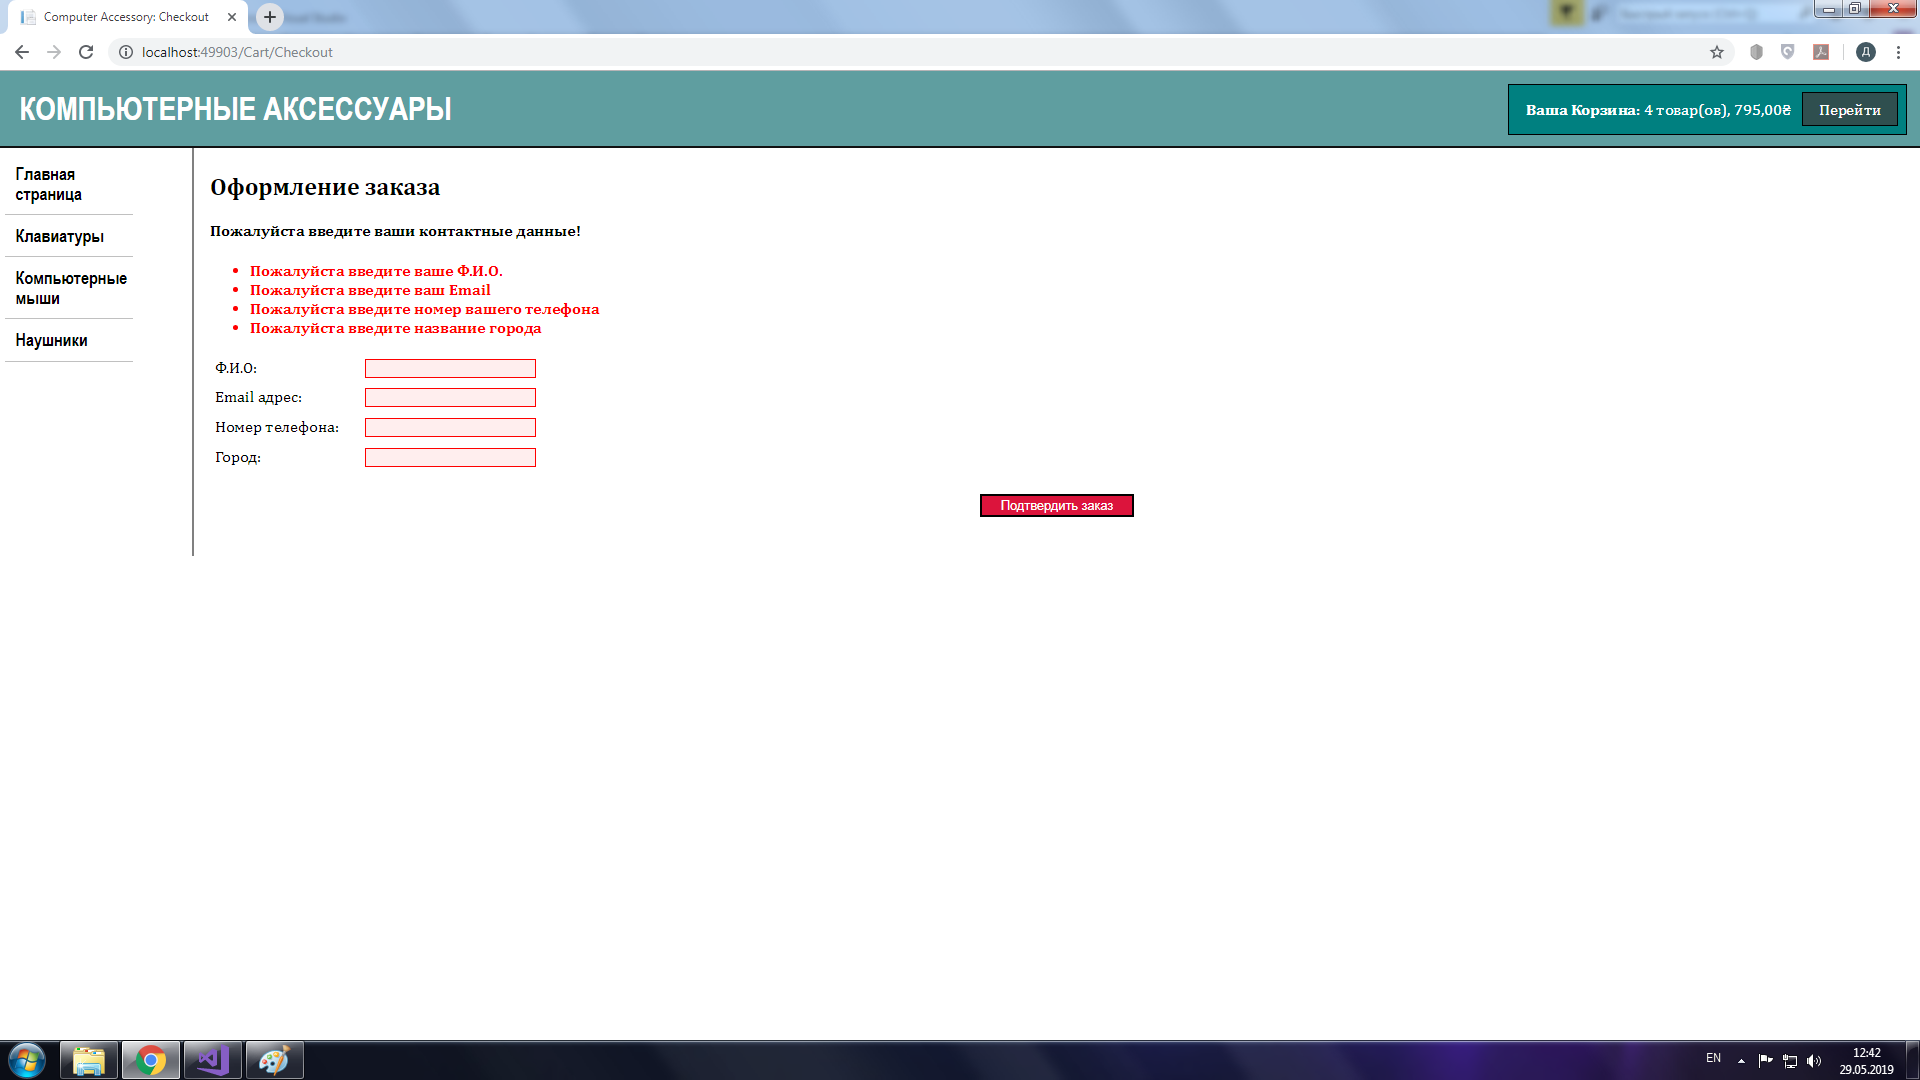 Computer Accessory: Checkout
localhost:49903/Cart/Checkout
Д
КОМПЬЮТЕРНЫЕ АКСЕССУАРЫ
Ваша Корзина: 4 товар(ов), 795,00₴
Перейти
Главная
страница
Клавиатуры
Компьютерные
мыши
Наушники
Оформление заказа
Пожалуйста введите ваши контактные данные!
Пожалуйста введите ваше Ф.И.О.
Пожалуйста введите ваш Email
Пожалуйста введите номер вашего телефона
Пожалуйста введите название города
Ф.И.О:
Email адрес:
Номер телефона:
Город:
Подтвердить заказ
EN
12:42
29.05.2019